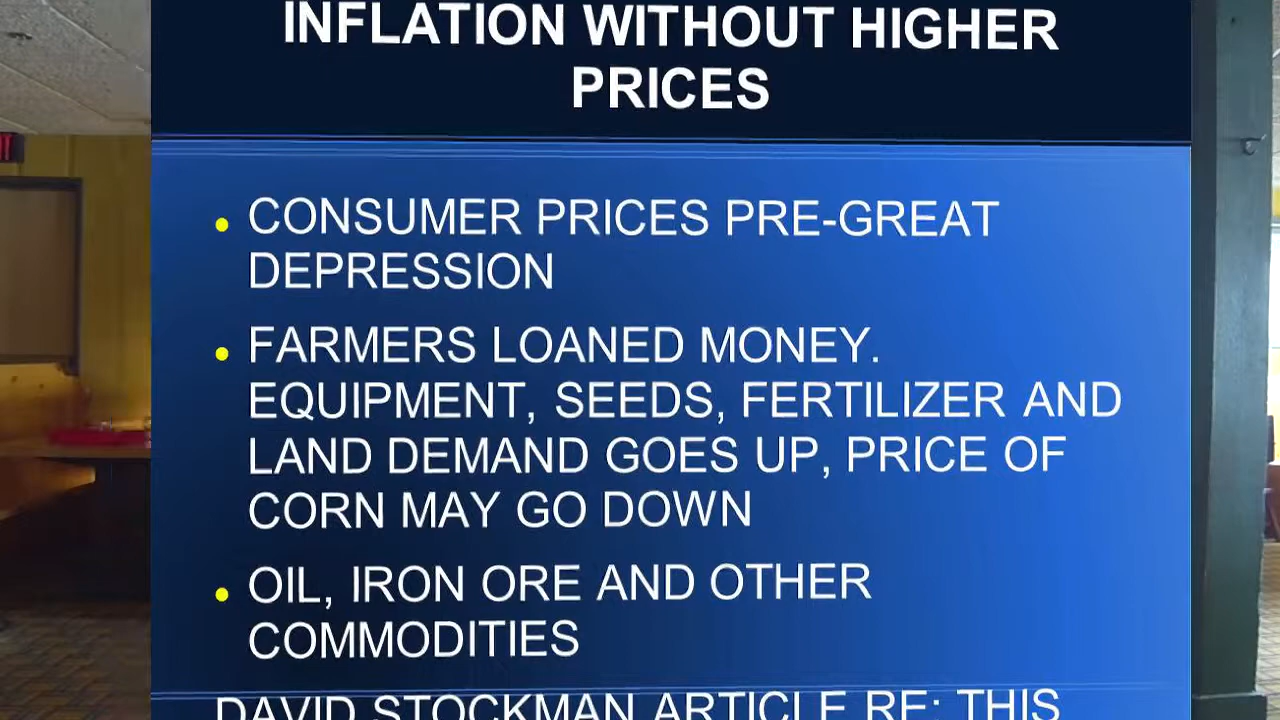 INFLATION WITHOUT HIGHER
PRICES
• CONSUMER PRICES PRE-GREAT
DEPRESSION
• FARMERS LOANED MONEY.
EQUIPMENT, SEEDS, FERTILIZER AND
LAND DEMAND GOES UP, PRICE OF
CORN MAY GO DOWN
• OIL, IRON ORE AND OTHER
COMMODITIES
DAVID STOCKMAN ARTICLE RE: THIS